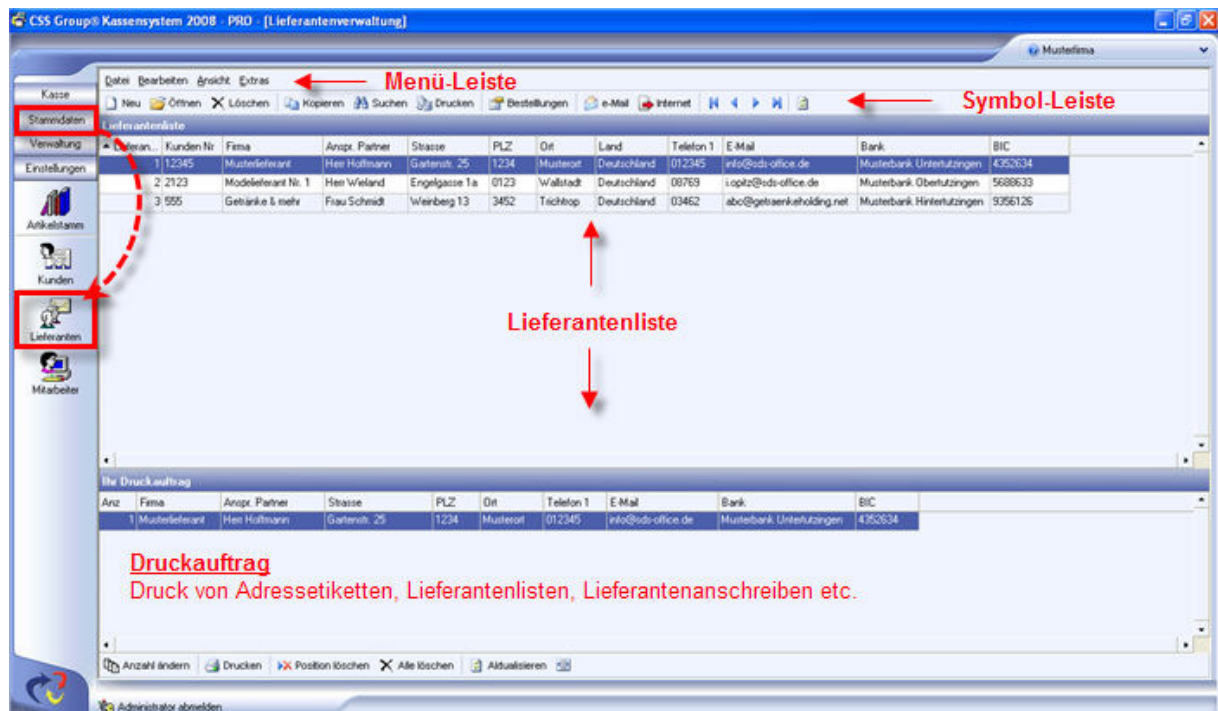 CSS Group® Kassensystem 2008 - PRO - [Lieferantenverwaltung]
Musterfirma
Datei Bearbeiten Ansicht Extras
Menü-Leiste
Kasse
Neu Öffnen Löschen Kopieren Suchen Drucken Bestellungen e-Mail Internet
Symbol-Leiste
Stammdaten
Lieferantenliste
Verwaltung
Lieferan... Kunden Nr Firma Anspr. Partner Strasse PLZ Ort Land Telefon 1 E-Mail Bank BIC
1 12345 Musterlieferant Herr Hoffmann Gartenstr. 25 1234 Musterort Deutschland 012345 info@sds-office.de Musterbank Untertutzingen 4352634
Einstellungen
2 2123 Modelieferant Nr. 1 Herr Wieland Engelgasse 1a 0123 Wallstadt Deutschland 08769 i.opitz@sds-office.de Musterbank Obertutzingen 5688633
3 555 Getränke & mehr Frau Schmidt Weinberg 13 3452 Trichtrop Deutschland 03462 abc@getraenkeholding.net Musterbank Hintertutzingen 9356126
Artikelstamm
Kunden
Lieferanten
Mitarbeiter
Lieferantenliste
Ihr Druckauftrag
Anz Firma Anspr. Partner Strasse PLZ Ort Telefon 1 E-Mail Bank BIC
1 Musterlieferant Herr Hoffmann Gartenstr. 25 1234 Musterort 012345 info@sds-office.de Musterbank Untertutzingen 4352634
Druckauftrag
Druck von Adressetiketten, Lieferantenlisten, Lieferantenanschreiben etc.
Anzahl ändern Drucken Position löschen Alle löschen Aktualisieren
Administrator abmelden